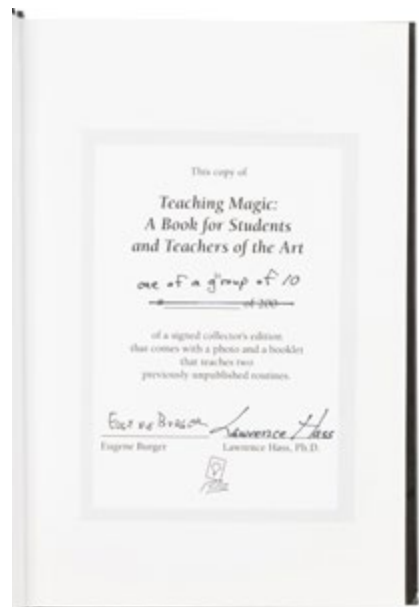 This copy of
Teaching Magic:
A Book for Students
and Teachers of the Art
one of a group of 10
of 200
of a signed collector's edition
that comes with a photo and a booklet
that teaches two
previously unpublished routines.
Eugene Burger Lawrence Hass
Eugene Burger Lawrence Hass, Ph.D.